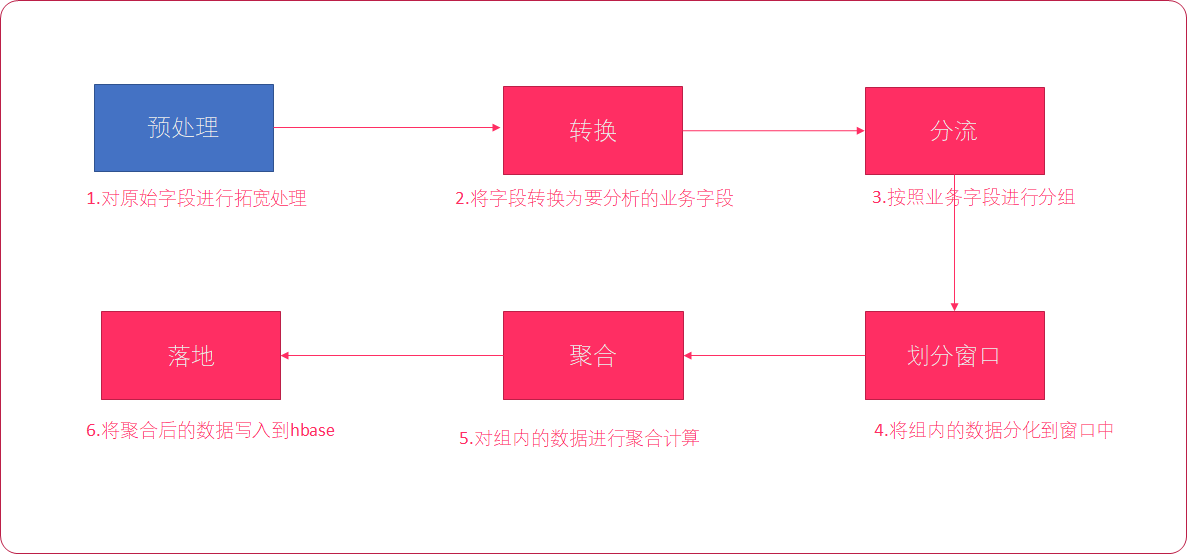 预处理
转换
分流
1.对原始字段进行拓宽处理
2.将字段转换为要分析的业务字段
3.按照业务字段进行分组
划分窗口
聚合
落地
4.将组内的数据分化到窗口中
5.对组内的数据进行聚合计算
6.将聚合后的数据写入到hbase